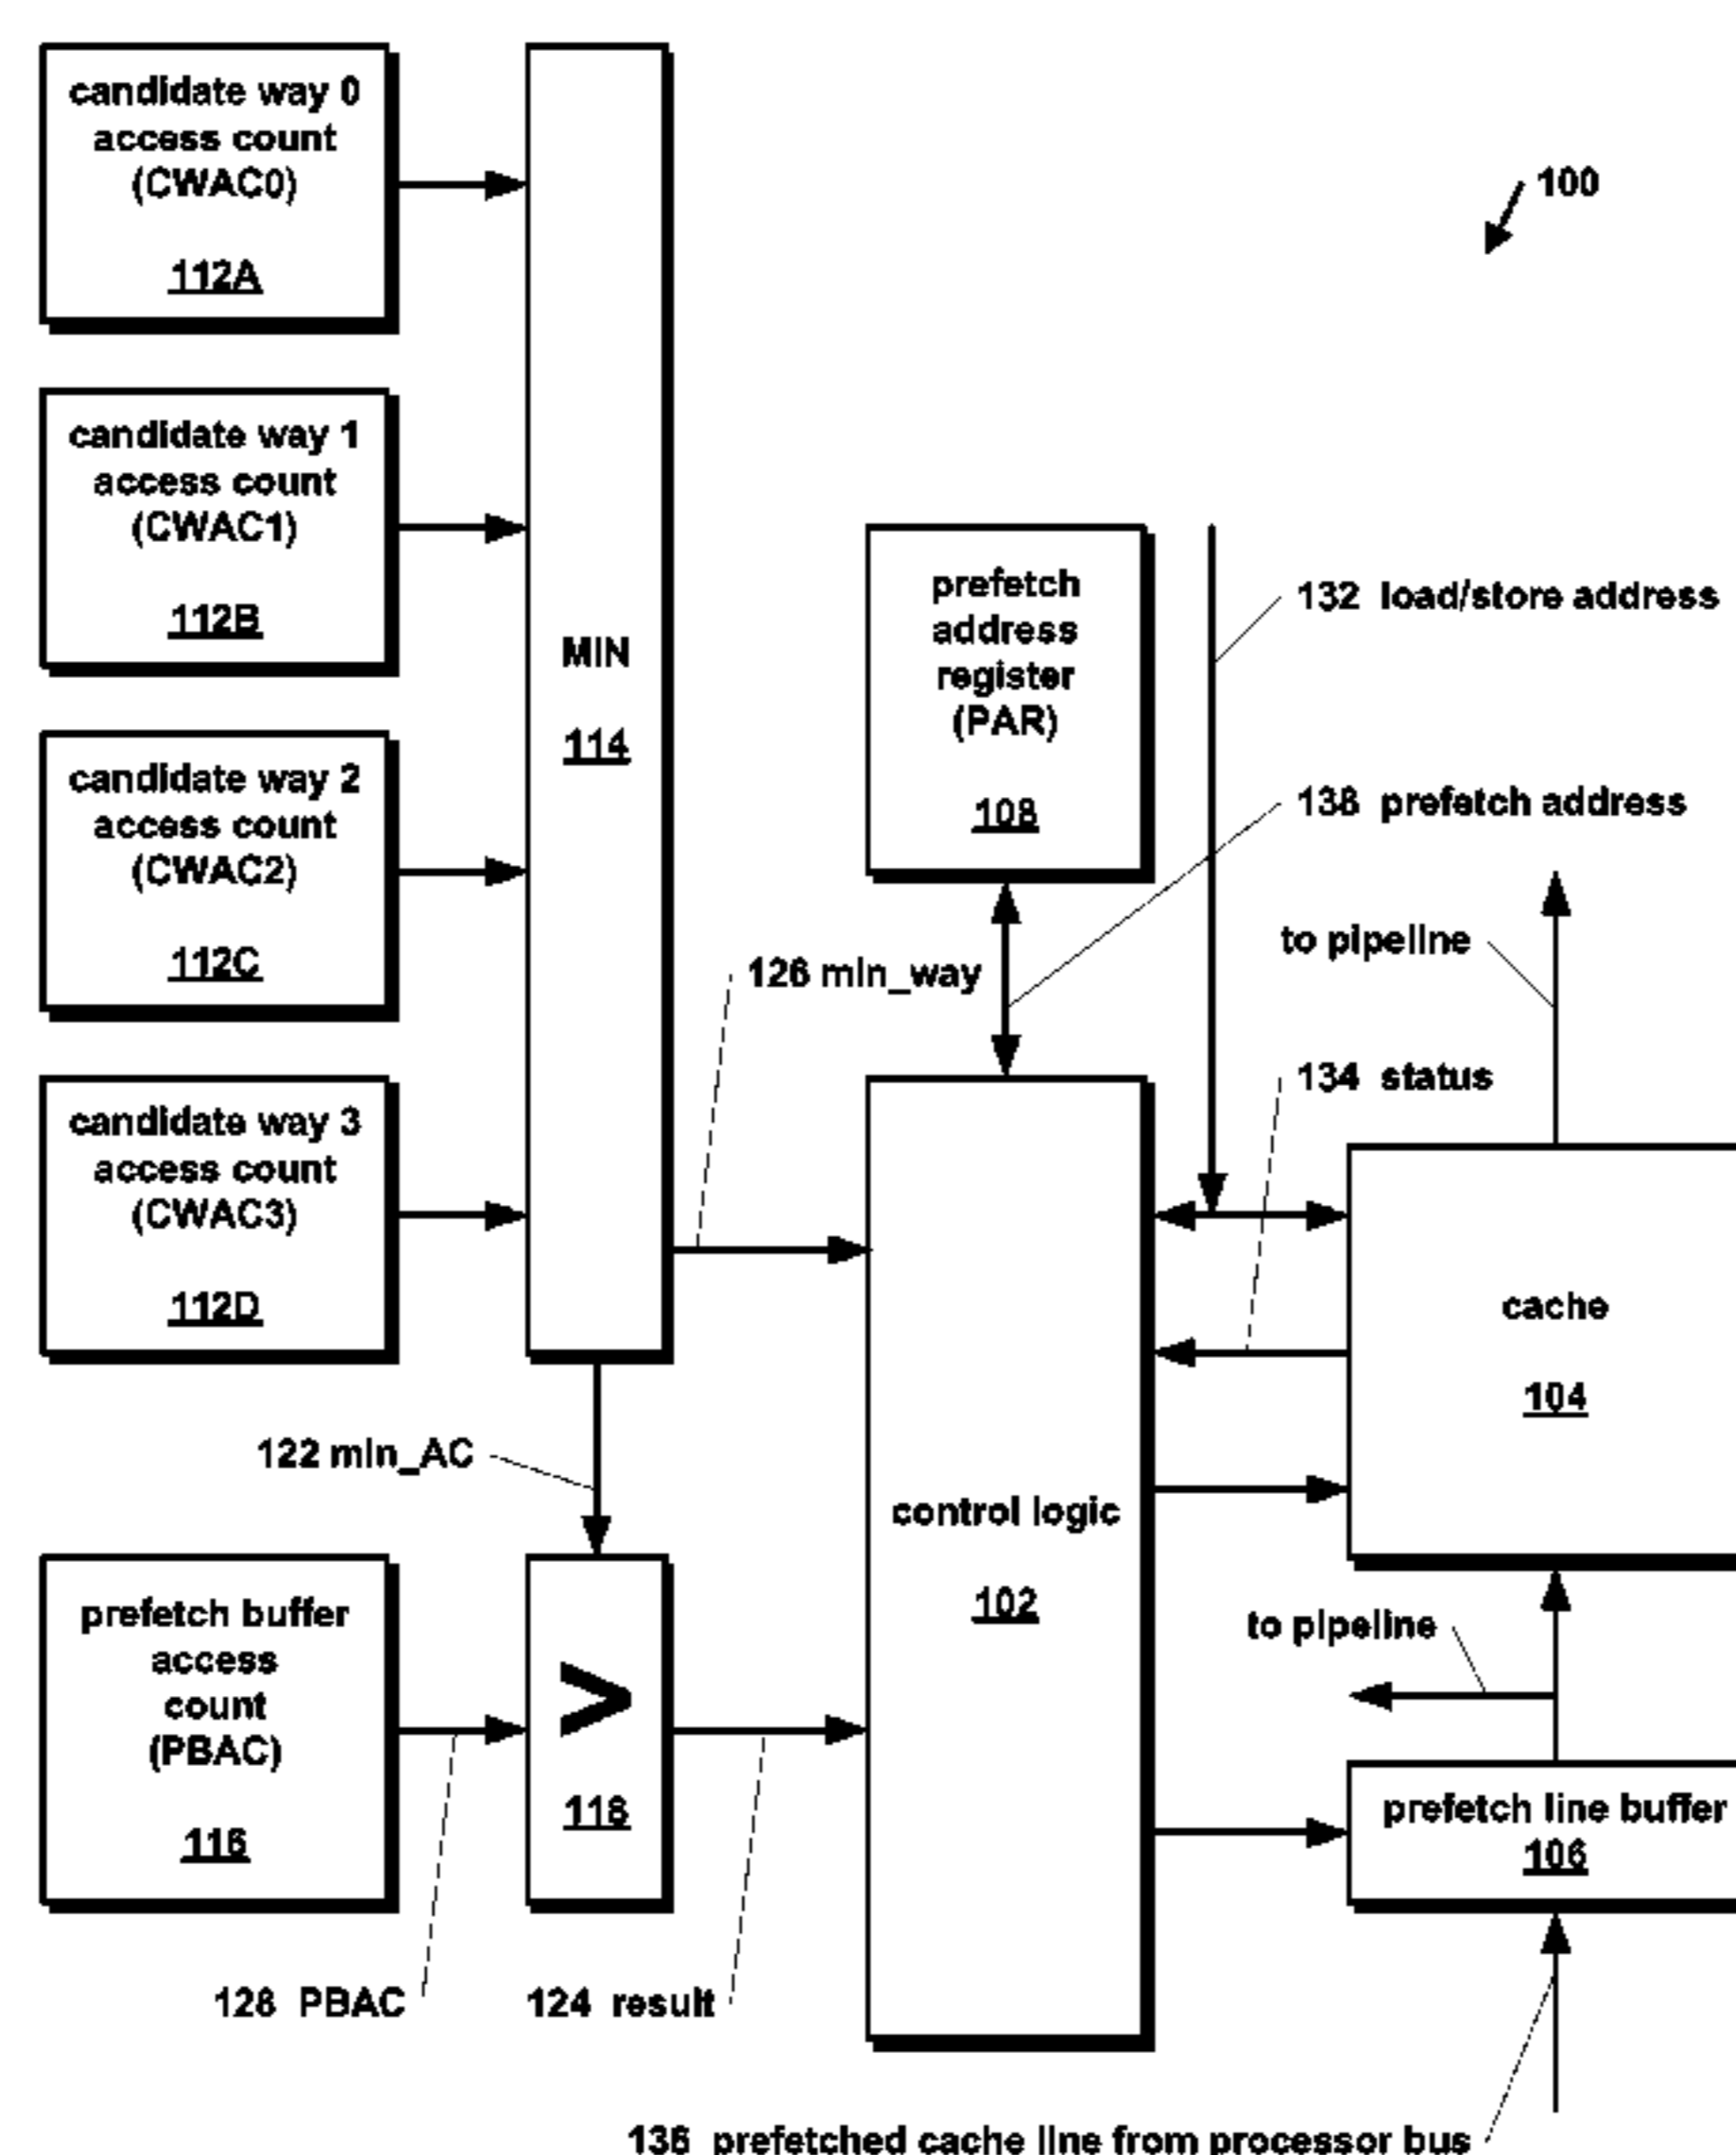 candidate way 0
access count
(CWAC0)
112A
candidate way 1
access count
(CWAC1)
112B
candidate way 2
access count
(CWAC2)
112C
candidate way 3
access count
(CWAC3)
112D
MIN
114
100
prefetch
address
register
(PAR)
108
132 load/store address
138 prefetch address
to pipeline
126 min_way
134 status
cache
104
122 min_AC
control logic
102
prefetch buffer
access
count
(PBAC)
116
>
118
to pipeline
prefetch line buffer
106
128 PBAC
124 result
136 prefetched cache line from processor bus